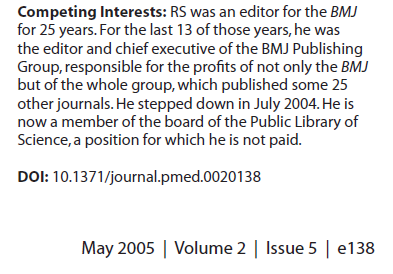 Competing Interests: RS was an editor for the BMJ
for 25 years. For the last 13 of those years, he was
the editor and chief executive of the BMJ Publishing
Group, responsible for the profits of not only the BMJ
but of the whole group, which published some 25
other journals. He stepped down in July 2004. He is
now a member of the board of the Public Library of
Science, a position for which he is not paid.
DOI: 10.1371/journal.pmed.0020138
May 2005 | Volume 2 | Issue 5 | e138